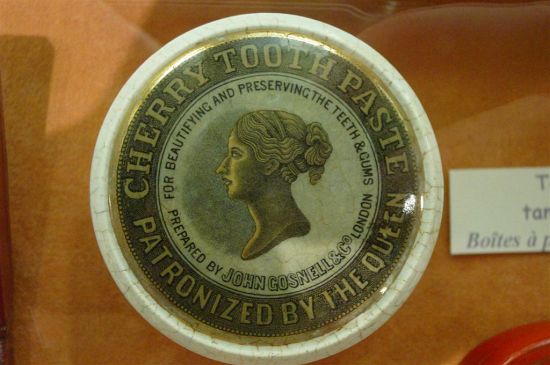 CHERRY TOOTH PASTE
PATRONIZED BY THE QUEEN
FOR BEAUTIFYING AND PRESERVING THE TEETH & GUMS
PREPARED BY JOHN GOSNELL & Co LONDON
T
tar
Boîtes à p